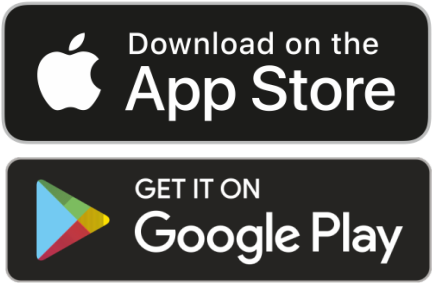 Download on the
App Store
GET IT ON
Google Play